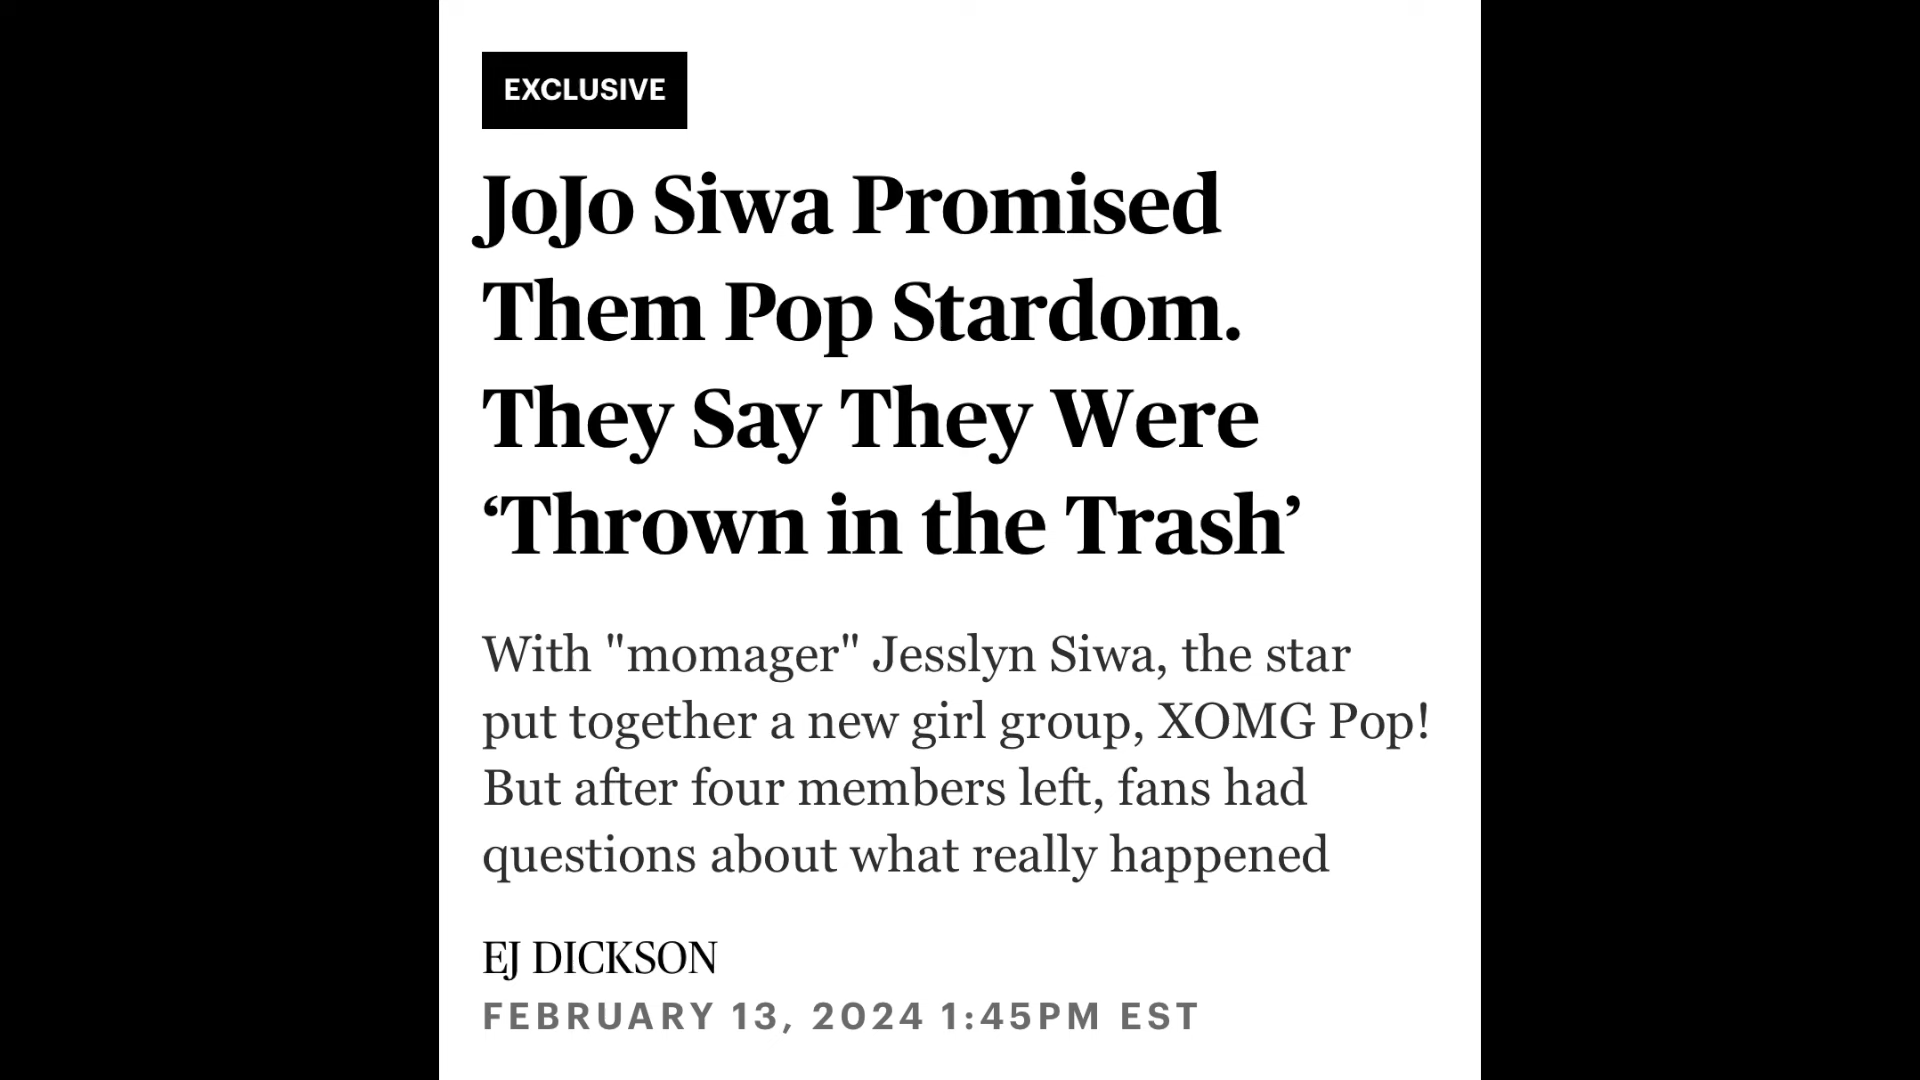 EXCLUSIVE
JoJo Siwa Promised
Them Pop Stardom.
They Say They Were
‘Thrown in the Trash’
With "momager" Jesslyn Siwa, the star
put together a new girl group, XOMG Pop!
But after four members left, fans had
questions about what really happened
EJ DICKSON
FEBRUARY 13, 2024 1:45PM EST